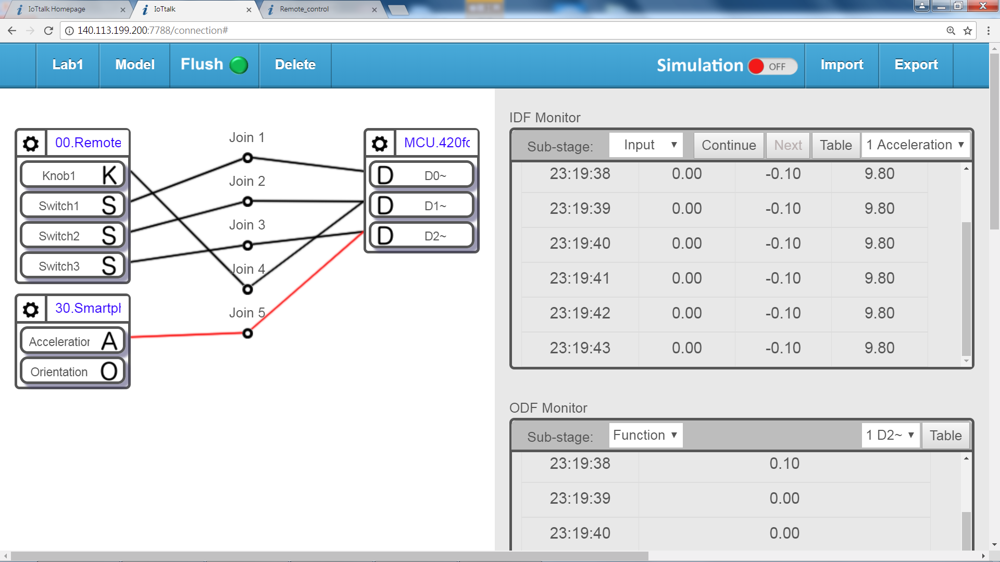 IoTtalk Homepage
IoTtalk
Remote_control
140.113.199.200:7788/connection#
Lab1
Model
Flush
Delete
Simulation
OFF
Import
Export
00.Remote
Knob1 K
Switch1 S
Switch2 S
Switch3 S
30.Smartpl
Acceleration A
Orientation O
Join 1
Join 2
Join 3
Join 4
Join 5
MCU.420fc
D D0~
D D1~
D D2~
IDF Monitor
Sub-stage: Input Continue Next Table 1 Acceleration
23:19:38 0.00 -0.10 9.80
23:19:39 0.00 -0.10 9.80
23:19:40 0.00 -0.10 9.80
23:19:41 0.00 -0.10 9.80
23:19:42 0.00 -0.10 9.80
23:19:43 0.00 -0.10 9.80
ODF Monitor
Sub-stage: Function 1 D2~ Table
23:19:38 0.10
23:19:39 0.00
23:19:40 0.00